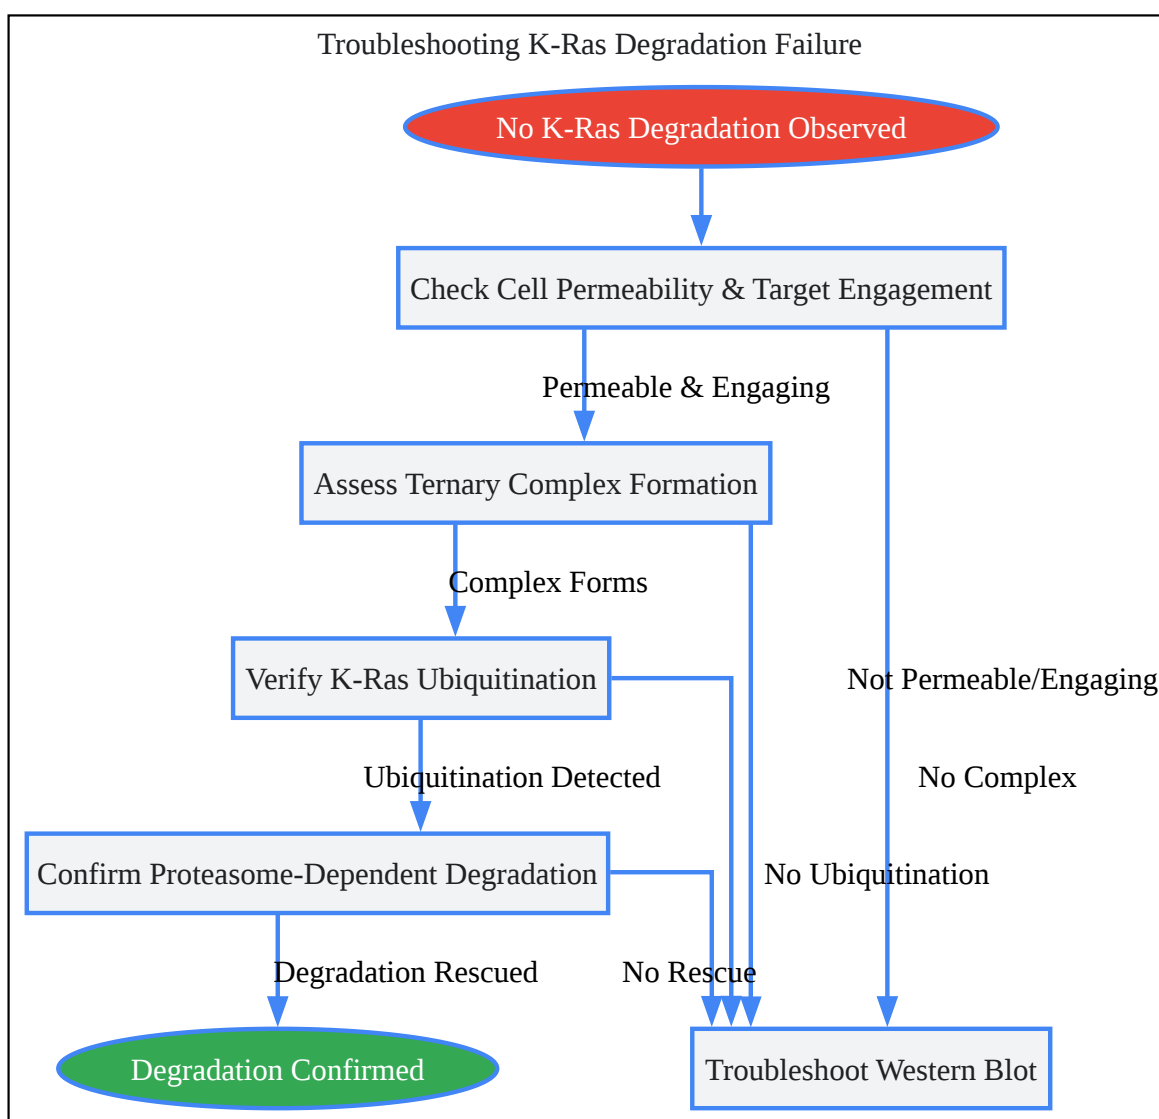 Troubleshooting K-Ras Degradation Failure
No K-Ras Degradation Observed
Check Cell Permeability & Target Engagement
Permeable & Engaging
Assess Ternary Complex Formation
Complex Forms
Verify K-Ras Ubiquitination
Not Permeable/Engaging
Ubiquitination Detected
No Complex
Confirm Proteasome-Dependent Degradation
No Ubiquitination
Degradation Rescued
No Rescue
Degradation Confirmed
Troubleshoot Western Blot